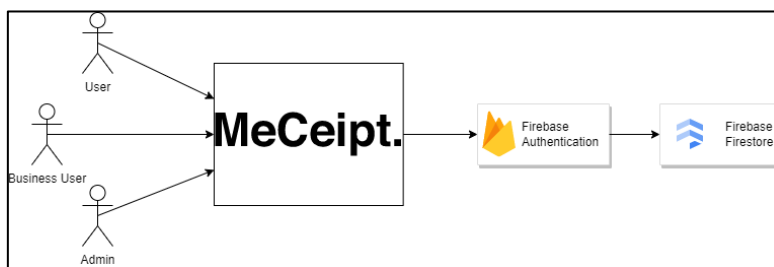 User
Business User
Admin
MeCeipt.
Firebase
Authentication
Firebase
Firestore